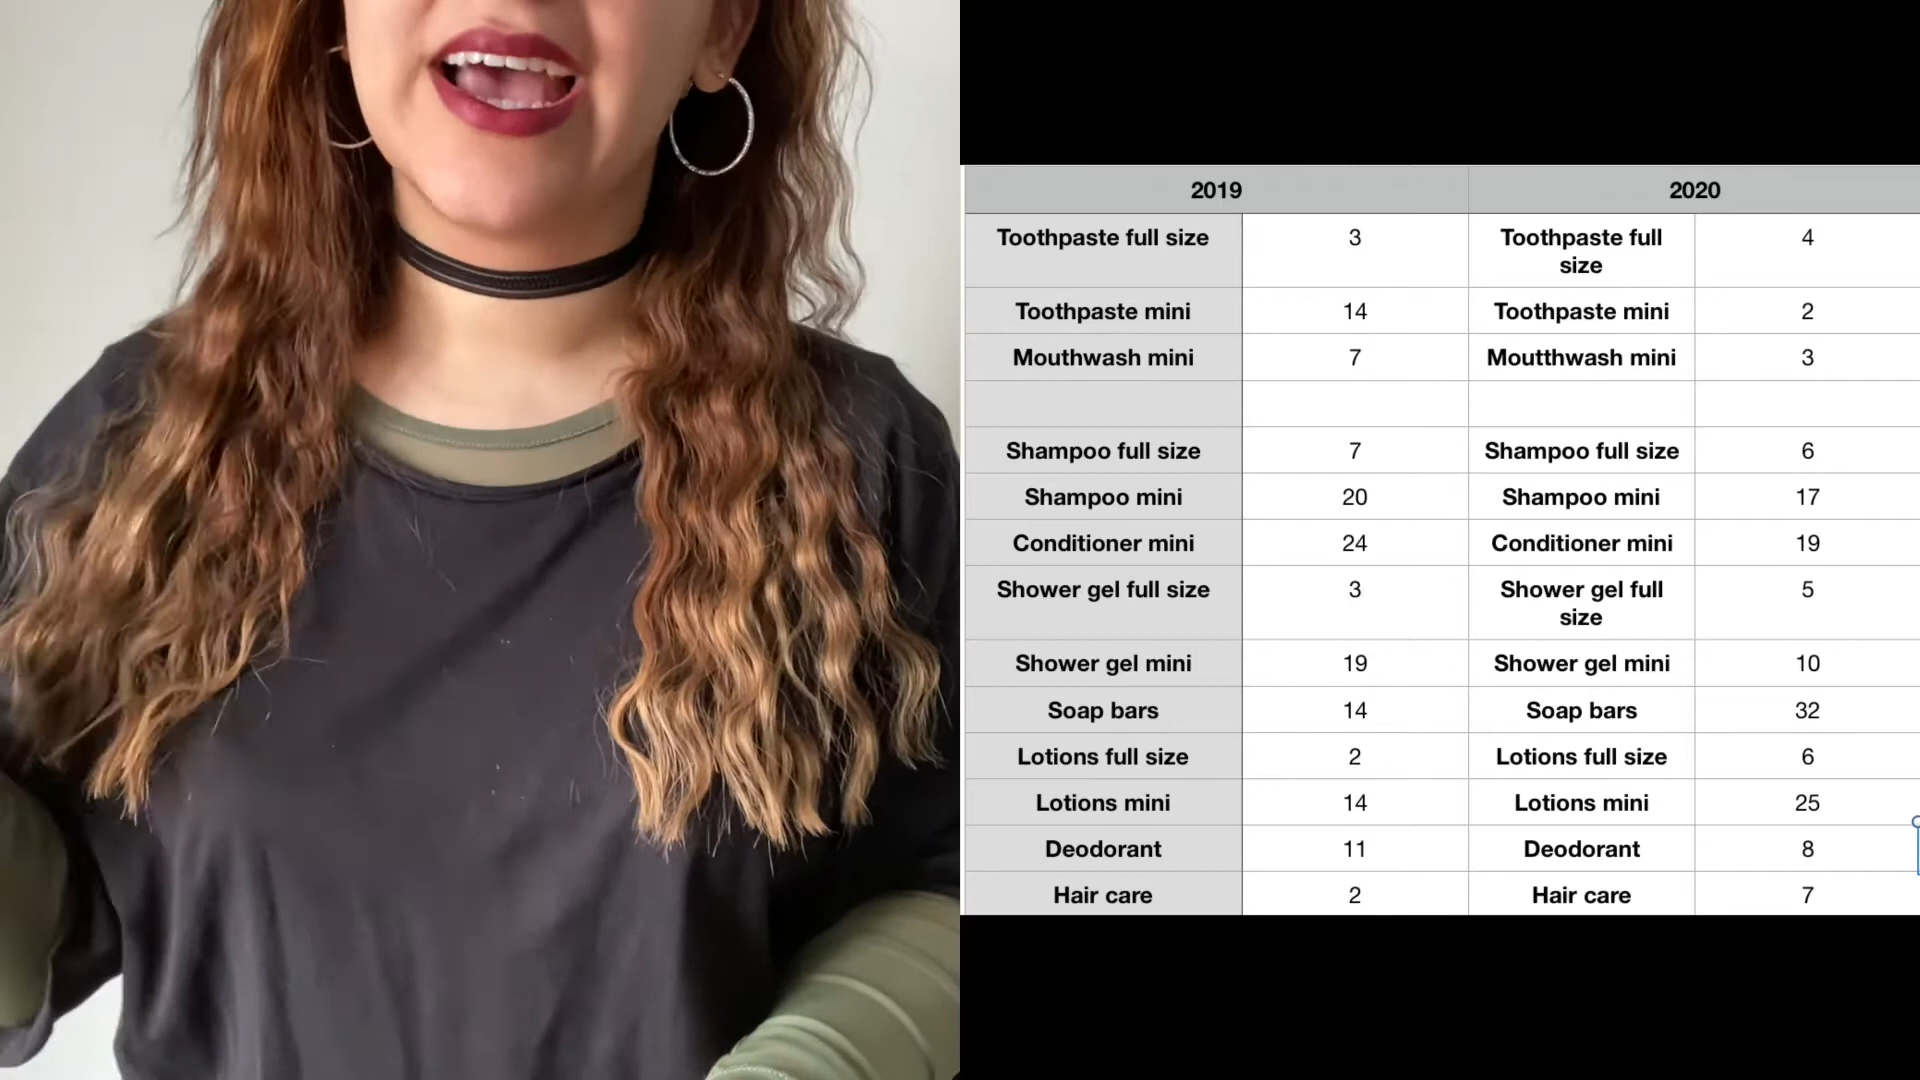 2019 2020
Toothpaste full size 3 Toothpaste full size 4
Toothpaste mini 14 Toothpaste mini 2
Mouthwash mini 7 Moutthwash mini 3
Shampoo full size 7 Shampoo full size 6
Shampoo mini 20 Shampoo mini 17
Conditioner mini 24 Conditioner mini 19
Shower gel full size 3 Shower gel full size 5
Shower gel mini 19 Shower gel mini 10
Soap bars 14 Soap bars 32
Lotions full size 2 Lotions full size 6
Lotions mini 14 Lotions mini 25
Deodorant 11 Deodorant 8
Hair care 2 Hair care 7